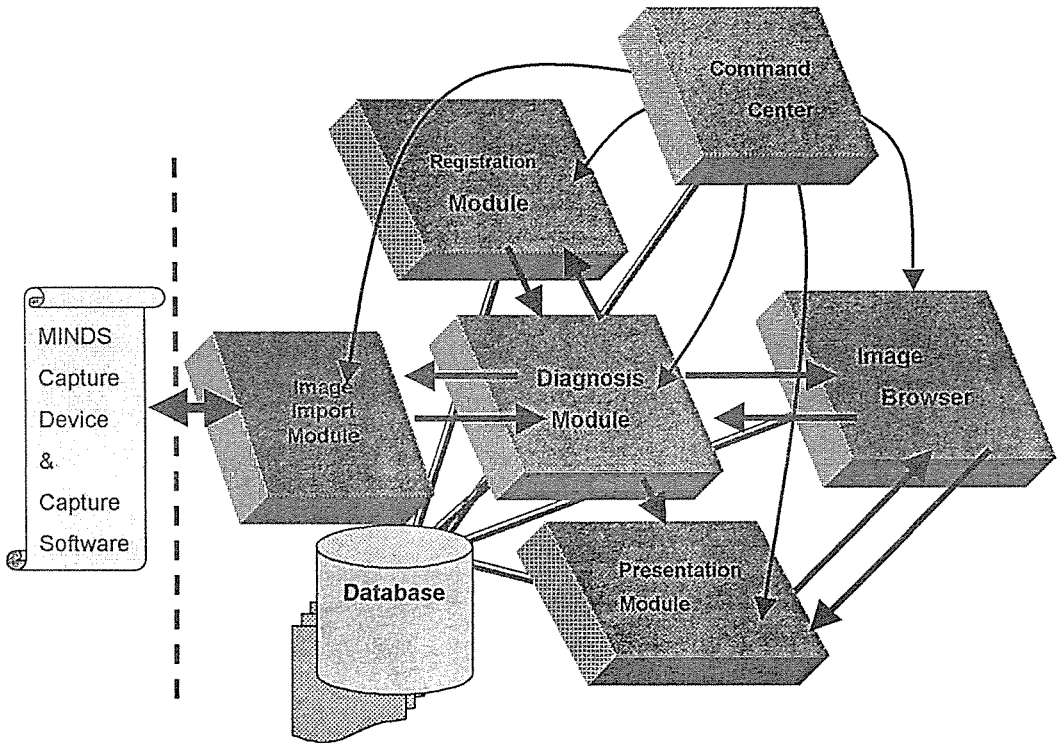 Command
Center
Registration
Module
MINDS
Capture
Device
&
Capture
Software
Image
Import
Module
Diagnosis
Module
Image
Browser
Database
Presentation
Module